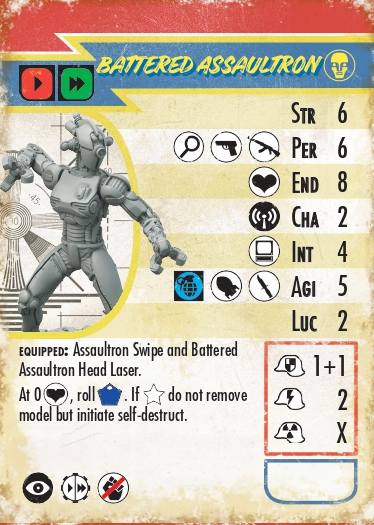 BATTERED ASSAULTRON
STR 6
PER 6
END 8
CHA 2
INT 4
AGI 5
LUC 2
EQUIPPED: Assaultron Swipe and Battered
Assaultron Head Laser.
At 0 , roll . If do not remove
model but initiate self-destruct.
1+1
2
X
45
10